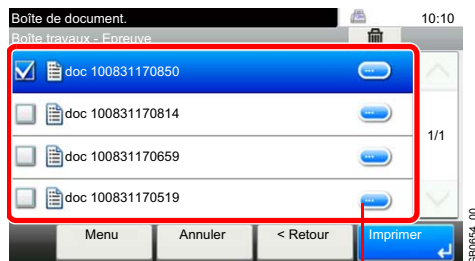 Boîte de document. 10:10
Boîte travaux - Epreuve
doc 100831170850
doc 100831170814
1/1
doc 100831170659
doc 100831170519
Menu Annuler < Retour Imprimer
GB0654_00